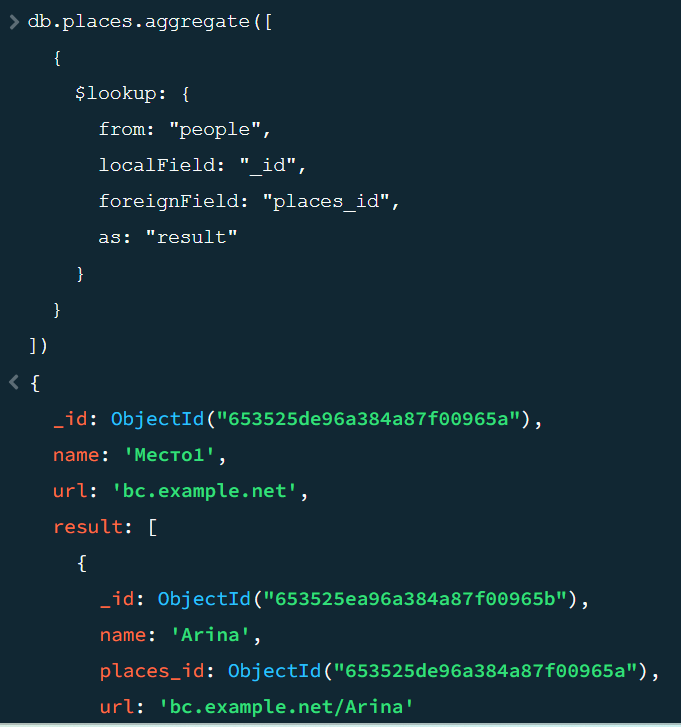 db.places.aggregate([
{
$lookup: {
from: "people",
localField: "_id",
foreignField: "places_id",
as: "result"
}
}
])
{
_id: ObjectId("653525de96a384a87f00965a"),
name: 'Место1',
url: 'bc.example.net',
result: [
{
_id: ObjectId("653525ea96a384a87f00965b"),
name: 'Arina',
places_id: ObjectId("653525de96a384a87f00965a"),
url: 'bc.example.net/Arina'